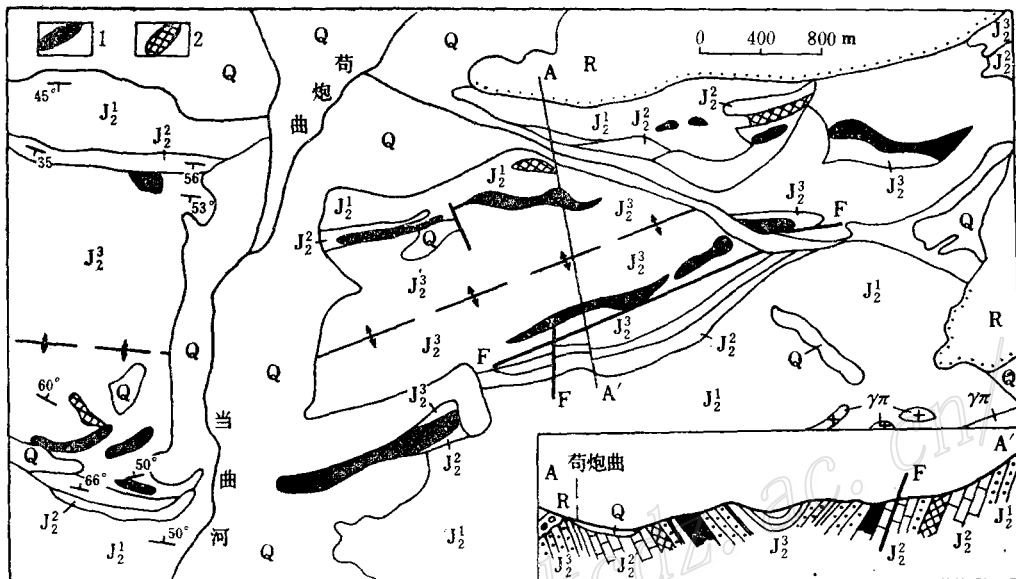 1
2
0 400 800 m
Q
Q
Q
苟
炮
曲
A
R
J₂³
J₂²
45°
J₂¹
J₂²
35
56
53°
Q
J₂¹
J₂²
J₂²
J₂³
J₂¹
J₂¹
J₂²
Q
J₂³
J₂³
F
Q
J₂³
J₂³
J₂³
J₂³
J₂¹
R
Q
Q
60°
Q
F
J₂³
J₂²
Q
Q
F
A′
J₂¹
γπ
γπ
Q
当
曲
河
J₂³
J₂²
50°
66°
J₂²
J₂¹
50°
Q
J₂¹
A
苟炮曲
R
Q
F
A′
J₂³
J₂²
J₂³
J₂²
J₂²
J₂¹